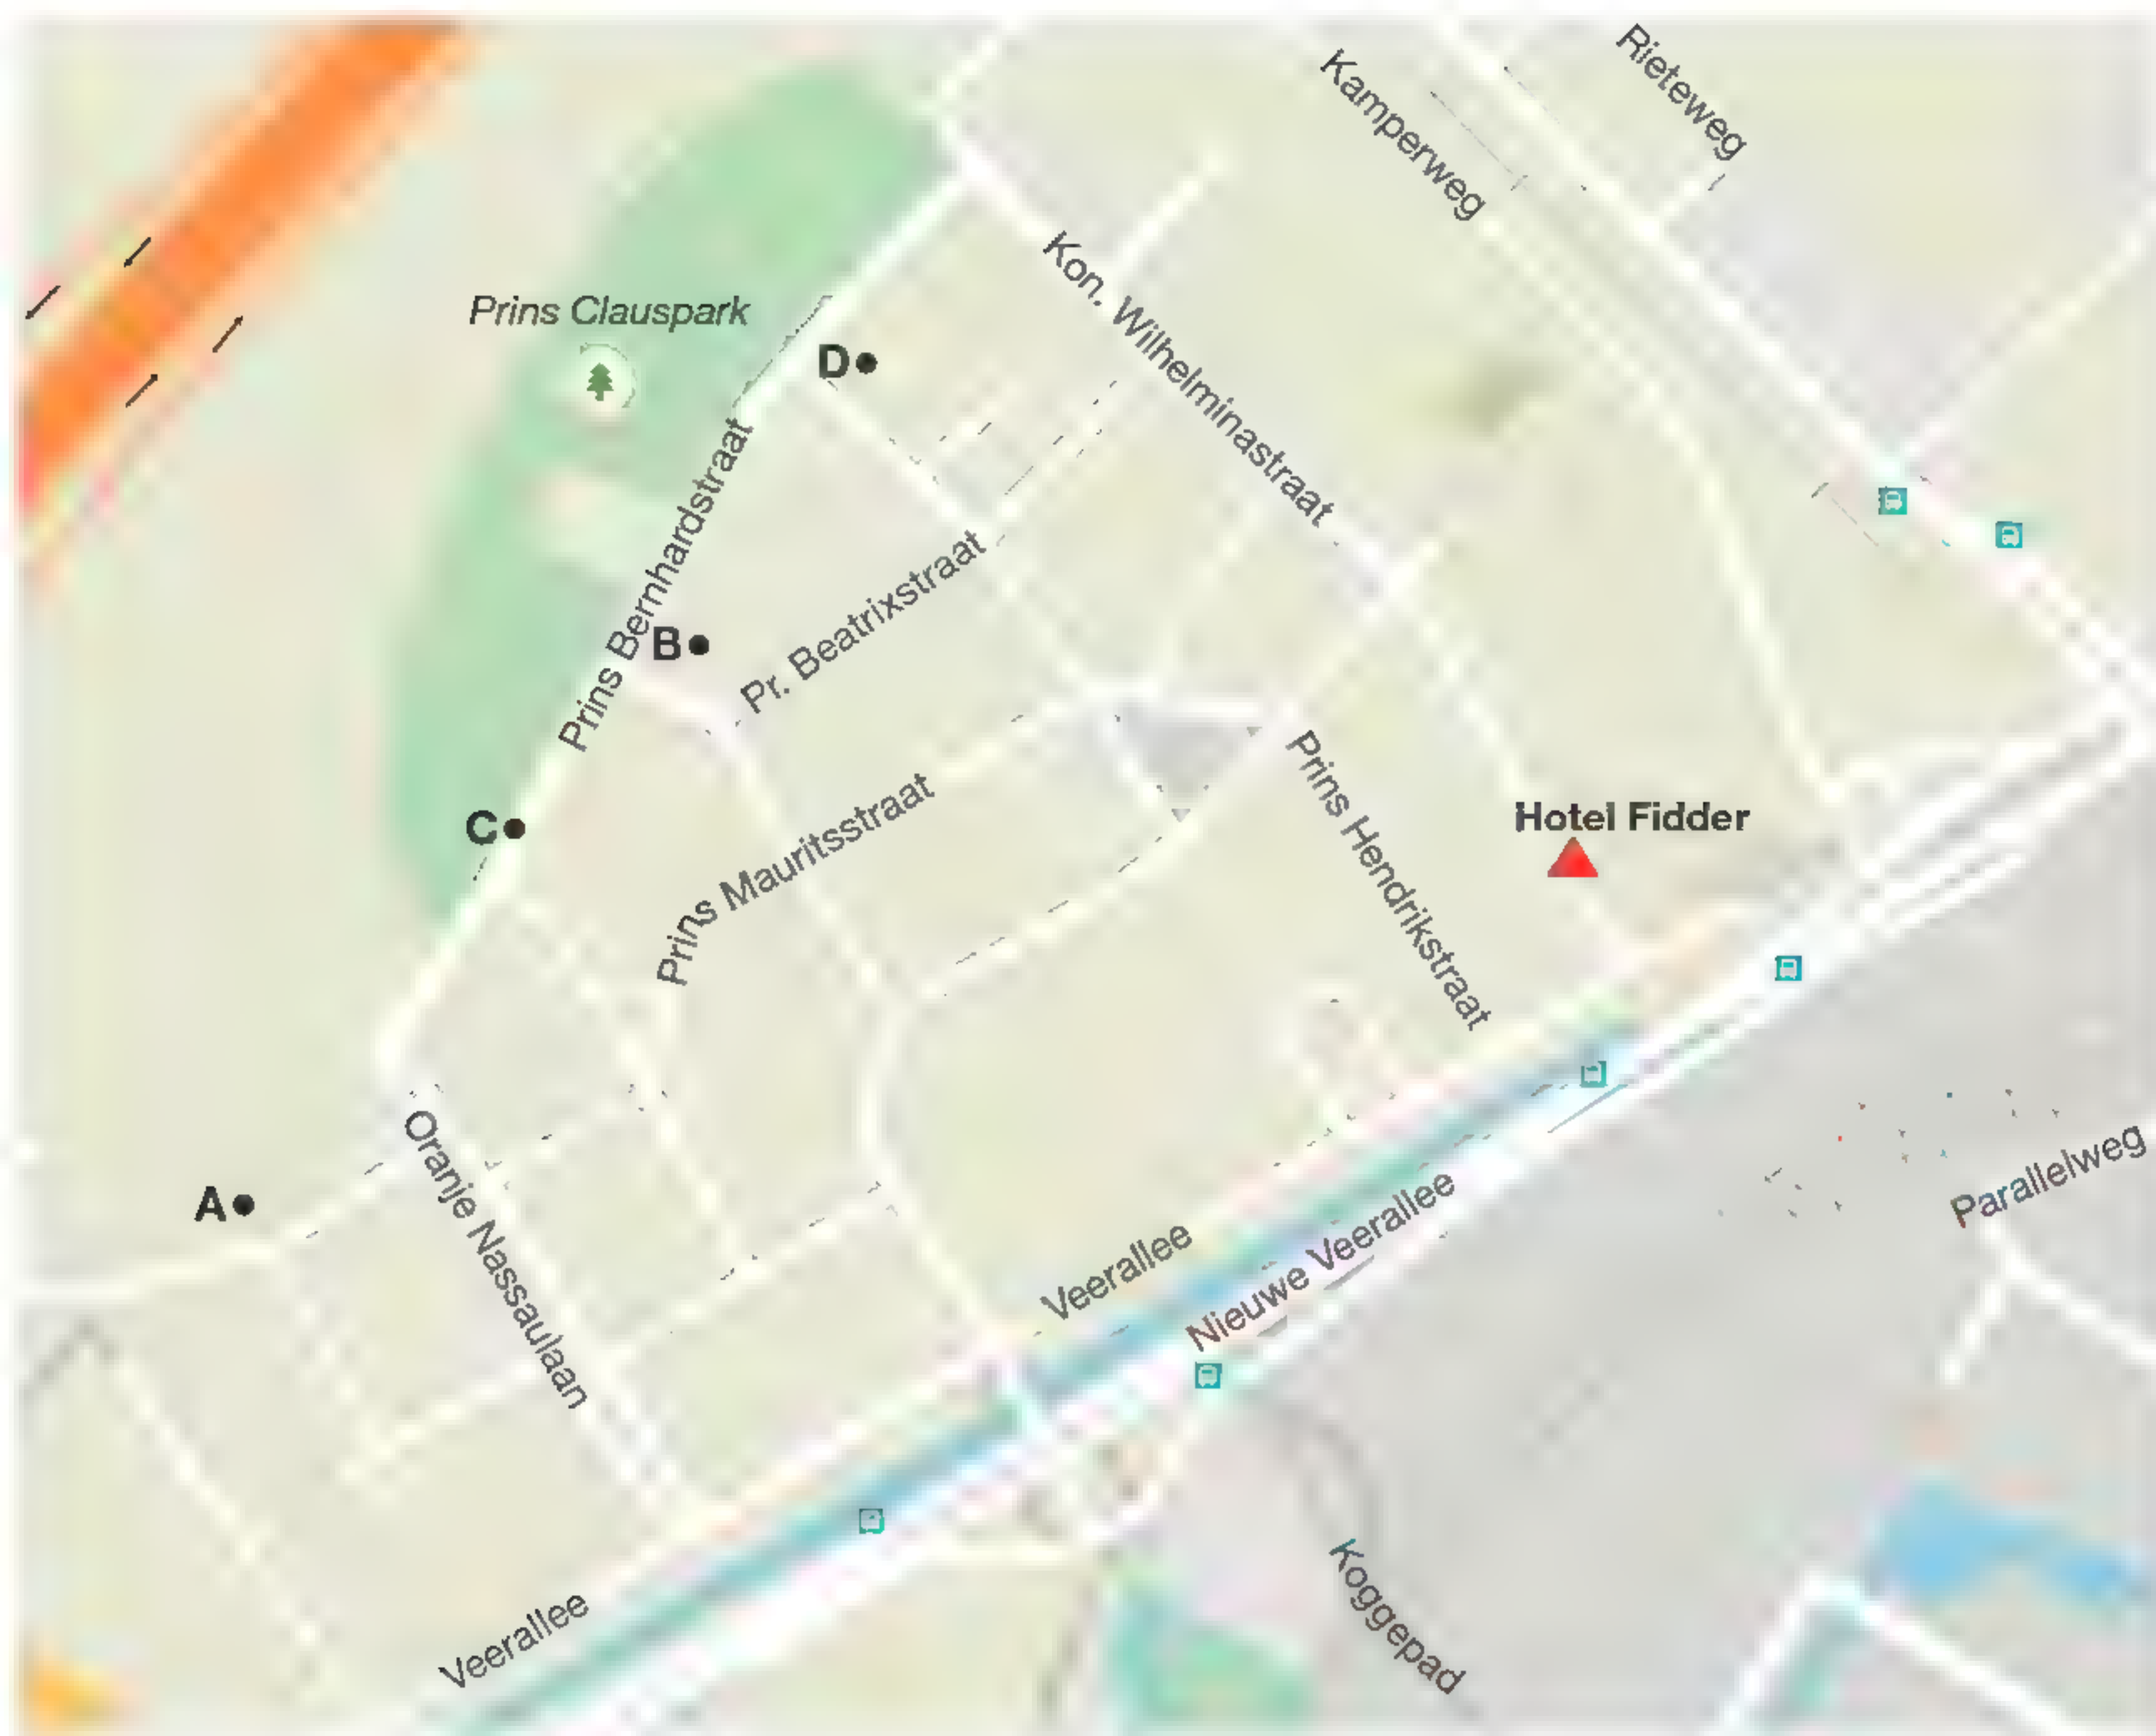 Rieteweg
Kamperweg
Kon. Wilhelminastraat
Prins Clauspark
D
Prins Bernhardstraat
Pr. Beatrixstraat
B
Prins Mauritsstraat
Prins Hendrikstraat
Hotel Fidder
C
Oranje Nassaulaan
A
Veerallee
Nieuwe Veerallee
Parallelweg
Koggepad
Veerallee